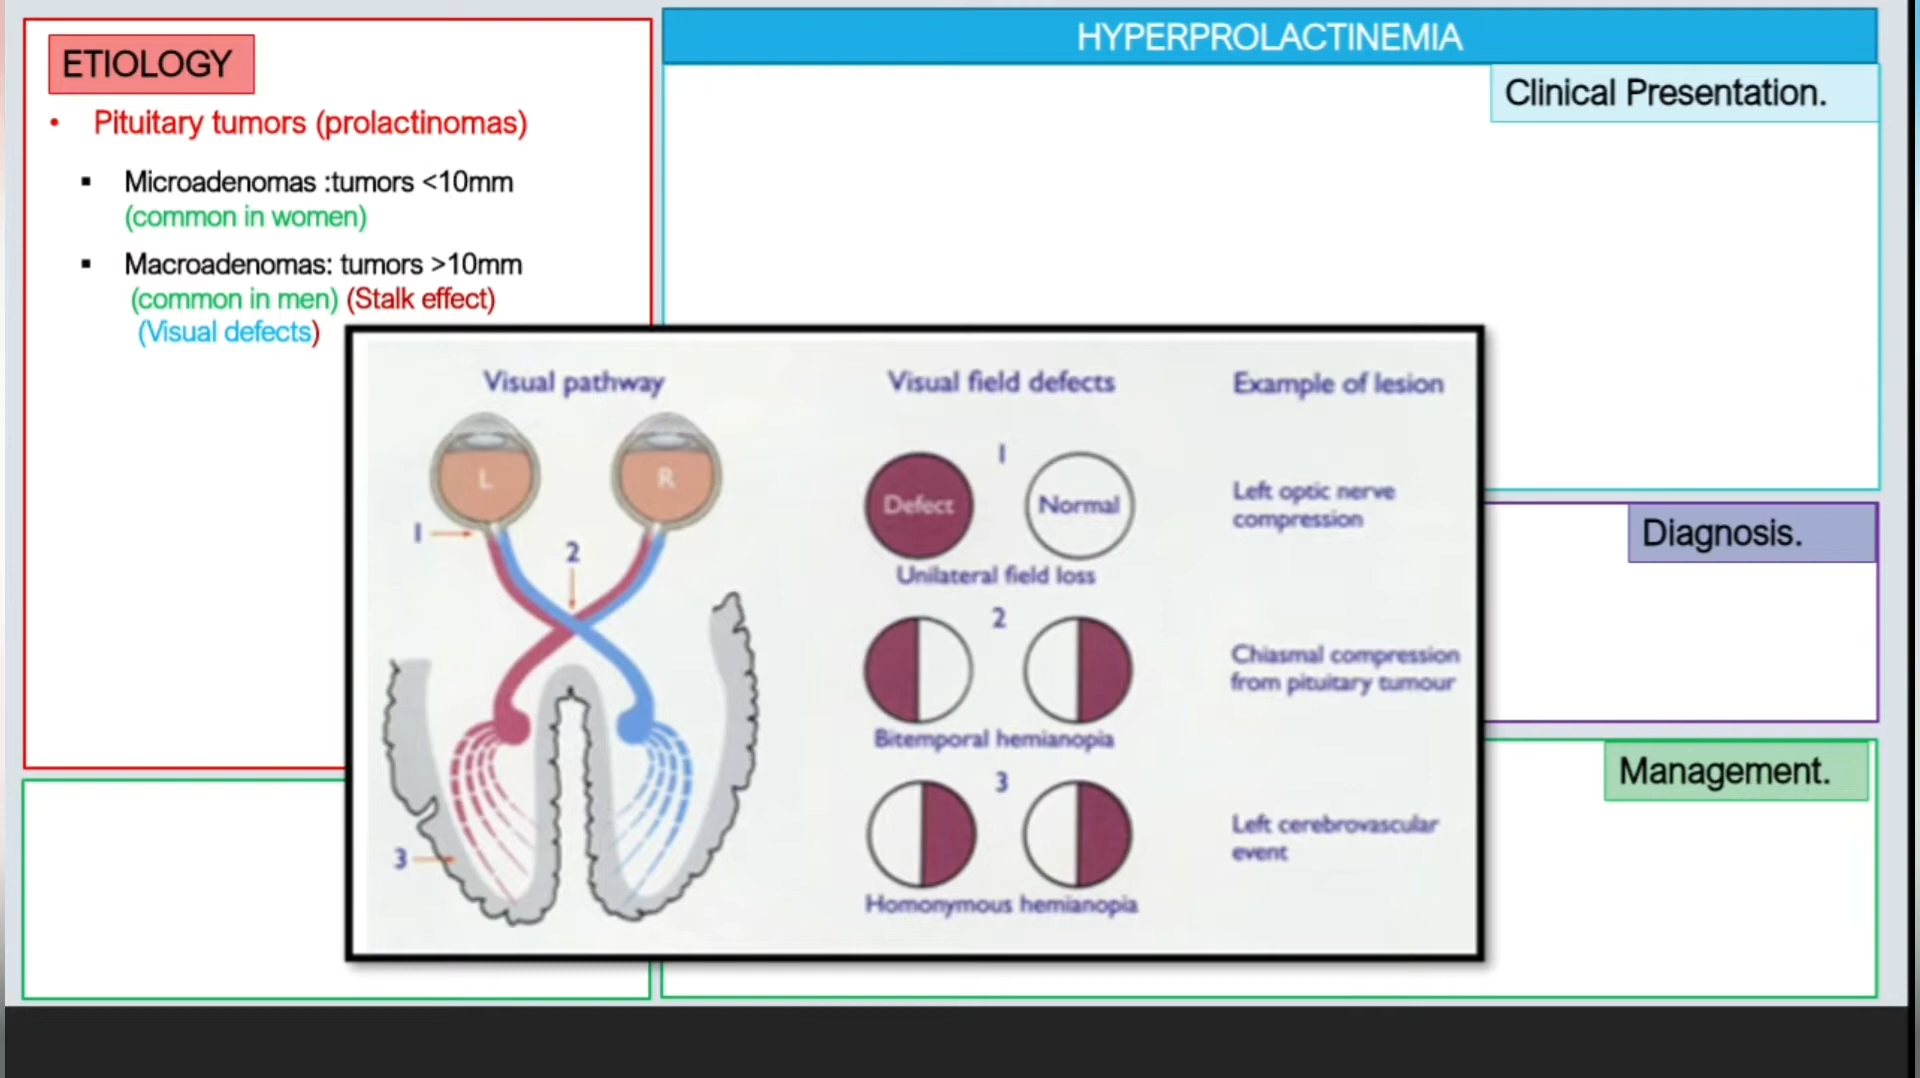 HYPERPROLACTINEMIA
ETIOLOGY
• Pituitary tumors (prolactinomas)
▪ Microadenomas :tumors <10mm
(common in women)
▪ Macroadenomas: tumors >10mm
(common in men) (Stalk effect)
(Visual defects)
Clinical Presentation.
Diagnosis.
Management.
Visual pathway
L
R
1
2
3
Visual field defects
1
Defect
Normal
Unilateral field loss
2
Bitemporal hemianopia
3
Homonymous hemianopia
Example of lesion
Left optic nerve
compression
Chiasmal compression
from pituitary tumour
Left cerebrovascular
event